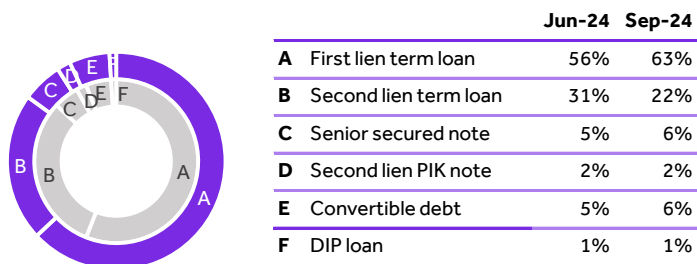 Jun-24 Sep-24
A First lien term loan 56% 63%
B Second lien term loan 31% 22%
C Senior secured note 5% 6%
D Second lien PIK note 2% 2%
E Convertible debt 5% 6%
F DIP loan 1% 1%
A
B
C
D
E
F
A
B
C
D
E
F